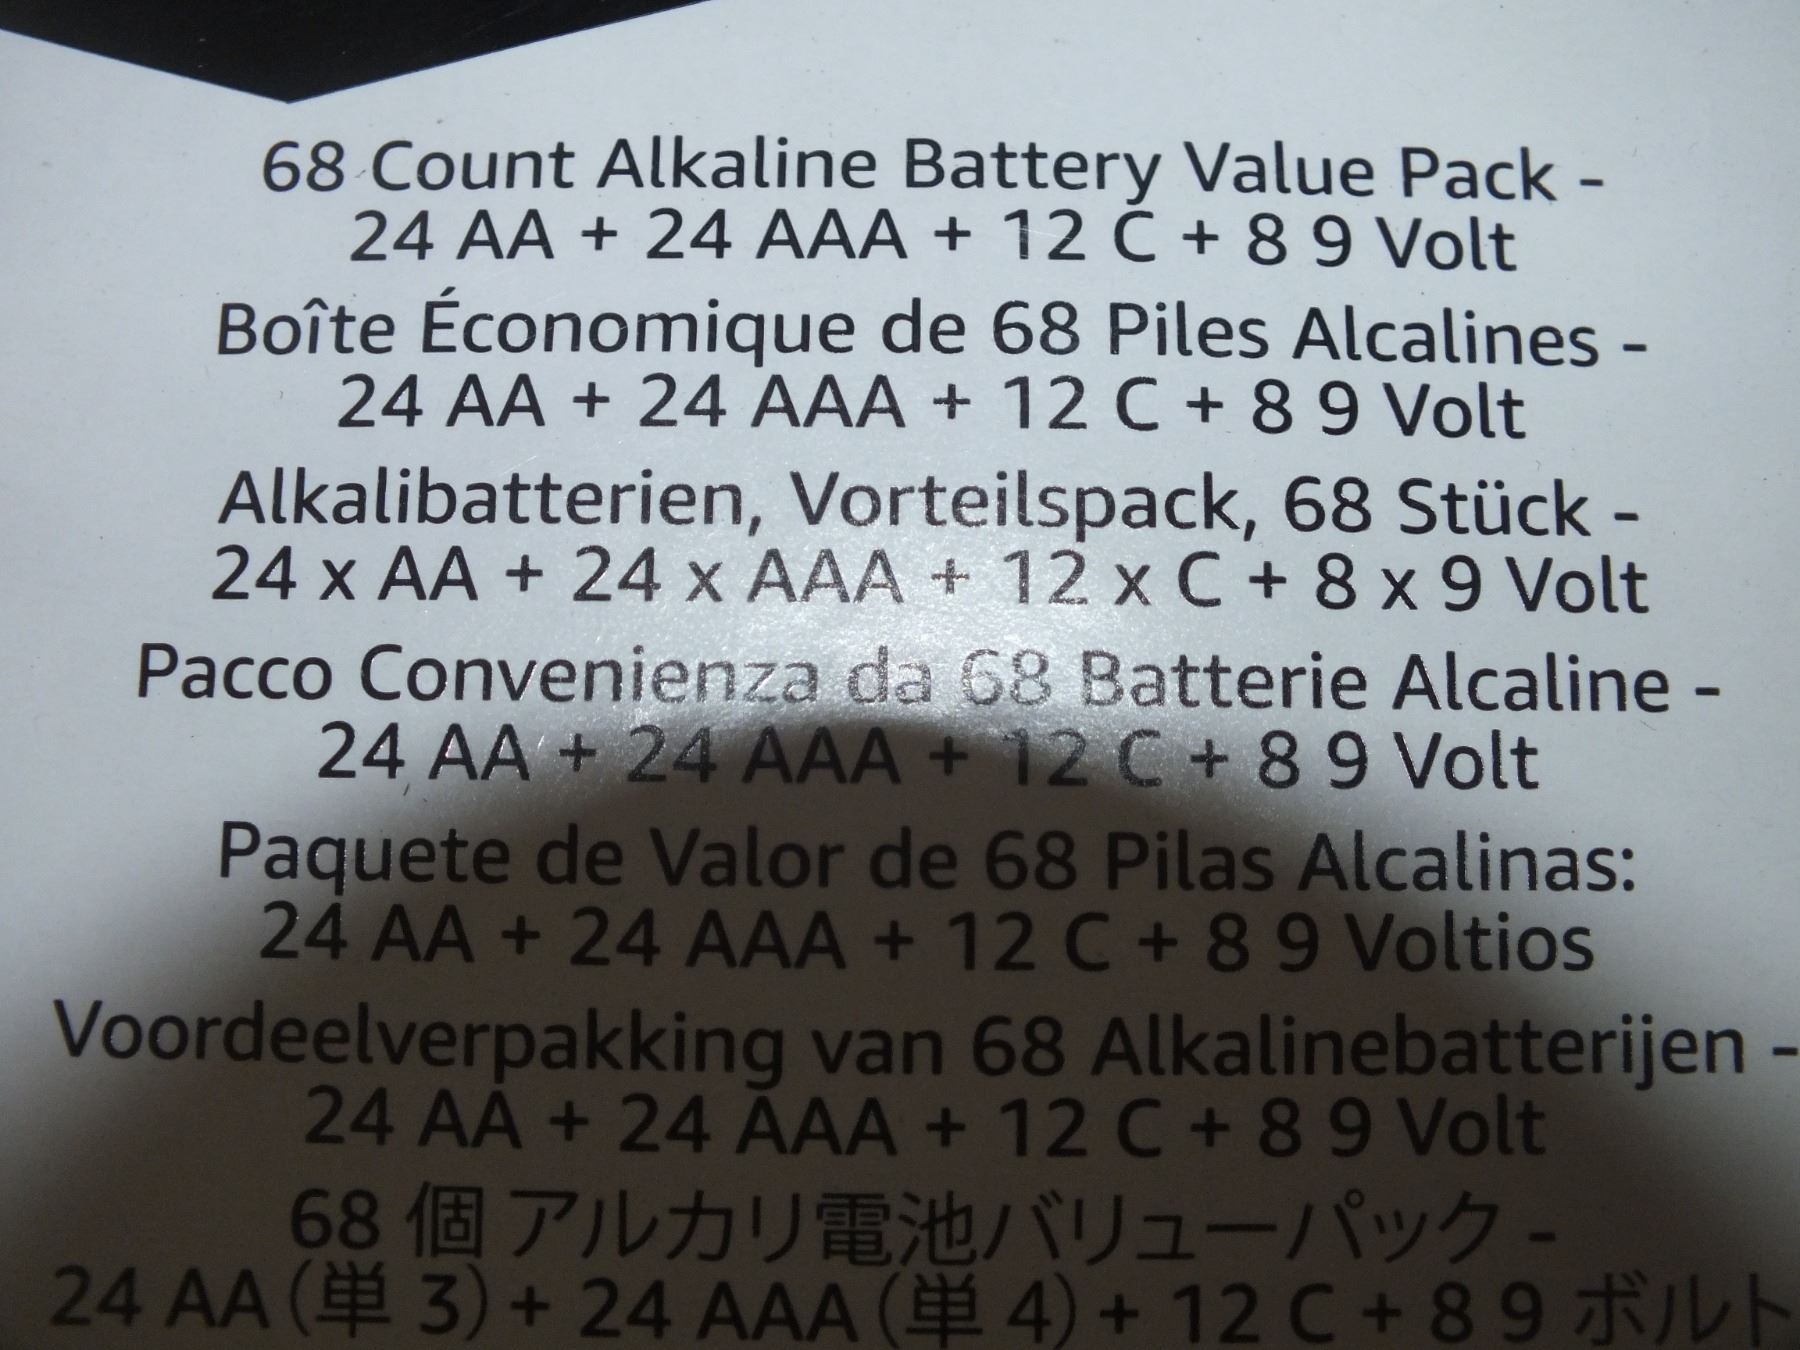 68 Count Alkaline Battery Value Pack -
24 AA + 24 AAA + 12 C + 8 9 Volt
Boîte Économique de 68 Piles Alcalines -
24 AA + 24 AAA + 12 C + 8 9 Volt
Alkalibatterien, Vorteilspack, 68 Stück -
24 x AA + 24 x AAA + 12 x C + 8 x 9 Volt
Pacco Convenienza da 68 Batterie Alcaline -
24 AA + 24 AAA + 12 C + 8 9 Volt
Paquete de Valor de 68 Pilas Alcalinas:
24 AA + 24 AAA + 12 C + 8 9 Voltios
Voordeelverpakking van 68 Alkalinebatterijen -
24 AA + 24 AAA + 12 C + 8 9 Volt
68 個 アルカリ電池バリューパック -
24 AA（単 3）+ 24 AAA（単 4）+ 12 C + 8 9 ボルト